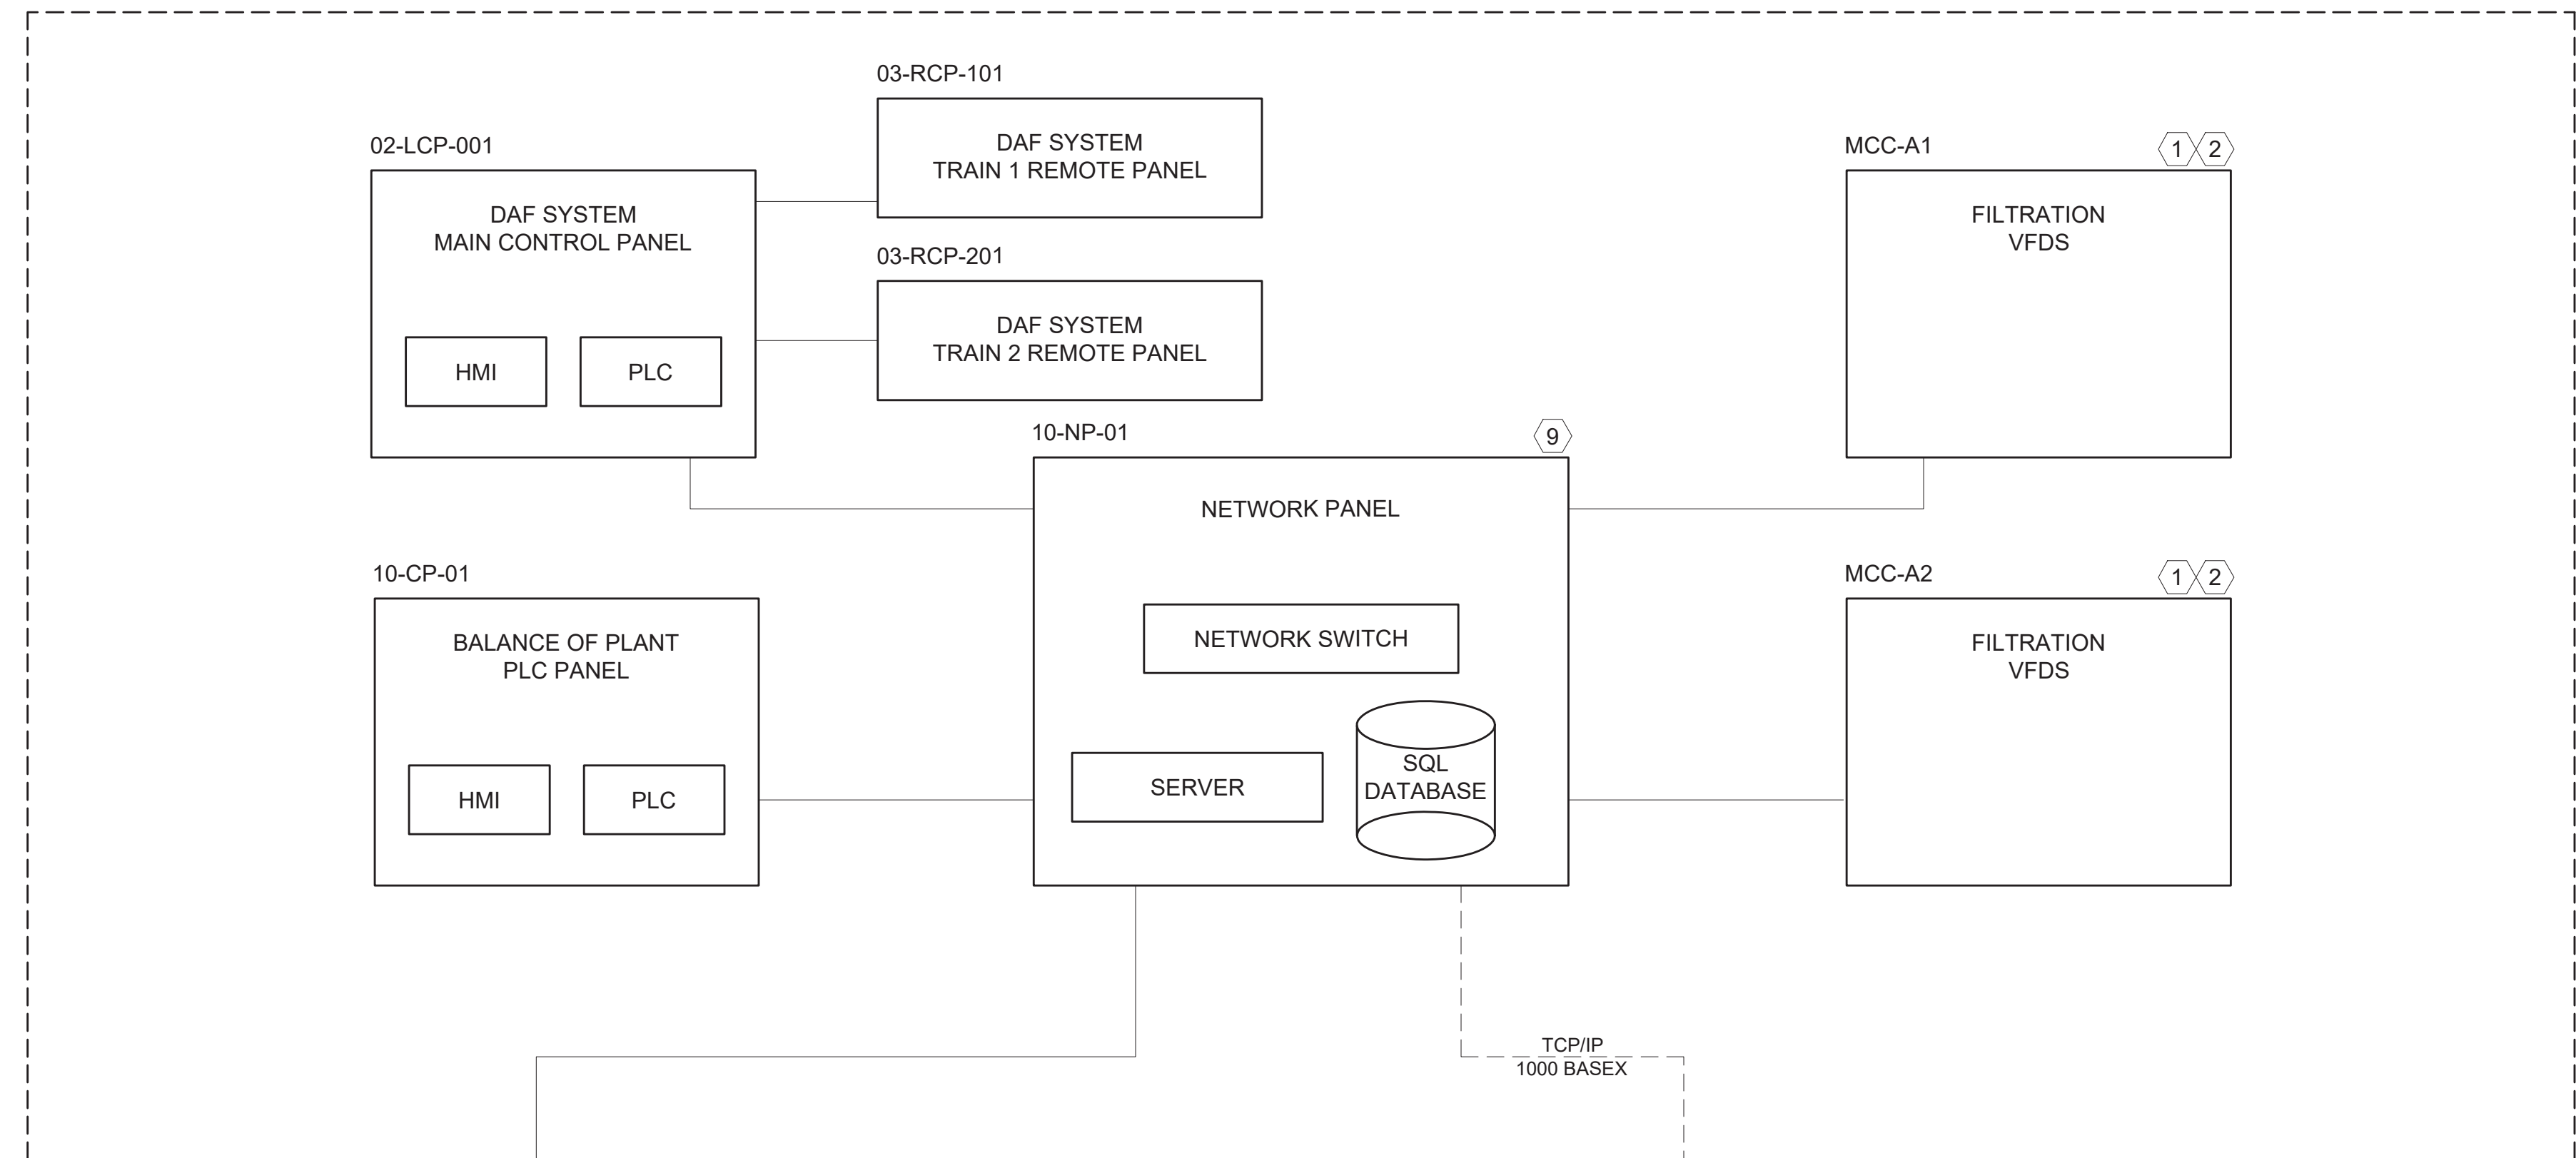 03-RCP-101
DAF SYSTEM
TRAIN 1 REMOTE PANEL
02-LCP-001
DAF SYSTEM
MAIN CONTROL PANEL
HMI
PLC
03-RCP-201
DAF SYSTEM
TRAIN 2 REMOTE PANEL
MCC-A1
1
2
FILTRATION
VFDS
10-NP-01
9
NETWORK PANEL
NETWORK SWITCH
SERVER
SQL
DATABASE
10-CP-01
BALANCE OF PLANT
PLC PANEL
HMI
PLC
MCC-A2
1
2
FILTRATION
VFDS
TCP/IP
1000 BASEX